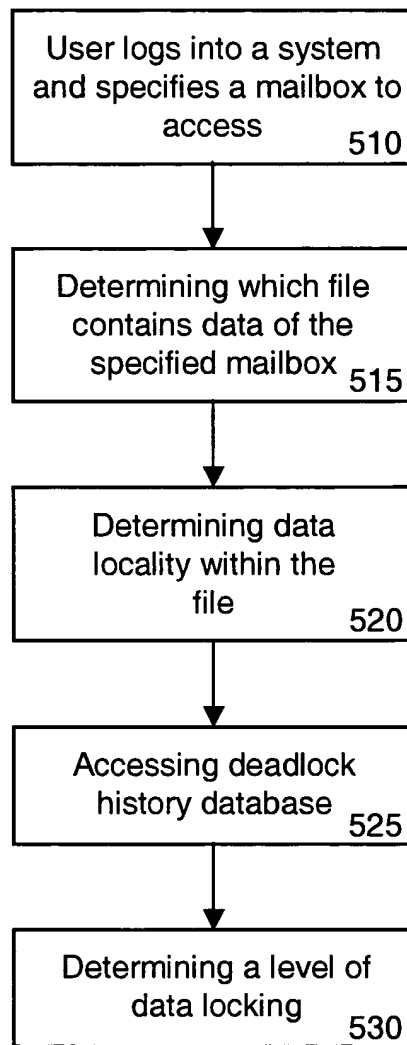 User logs into a system
and specifies a mailbox to
access
510
Determining which file
contains data of the
specified mailbox
515
Determining data
locality within the
file
520
Accessing deadlock
history database
525
Determining a level of
data locking
530